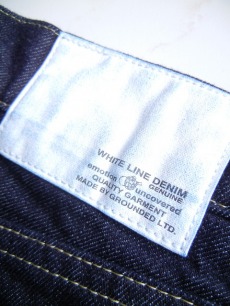 WHITE LINE DENIM
GENUINE
emotion uncovered
QUALITY GARMENT
MADE BY GROUNDED LTD.